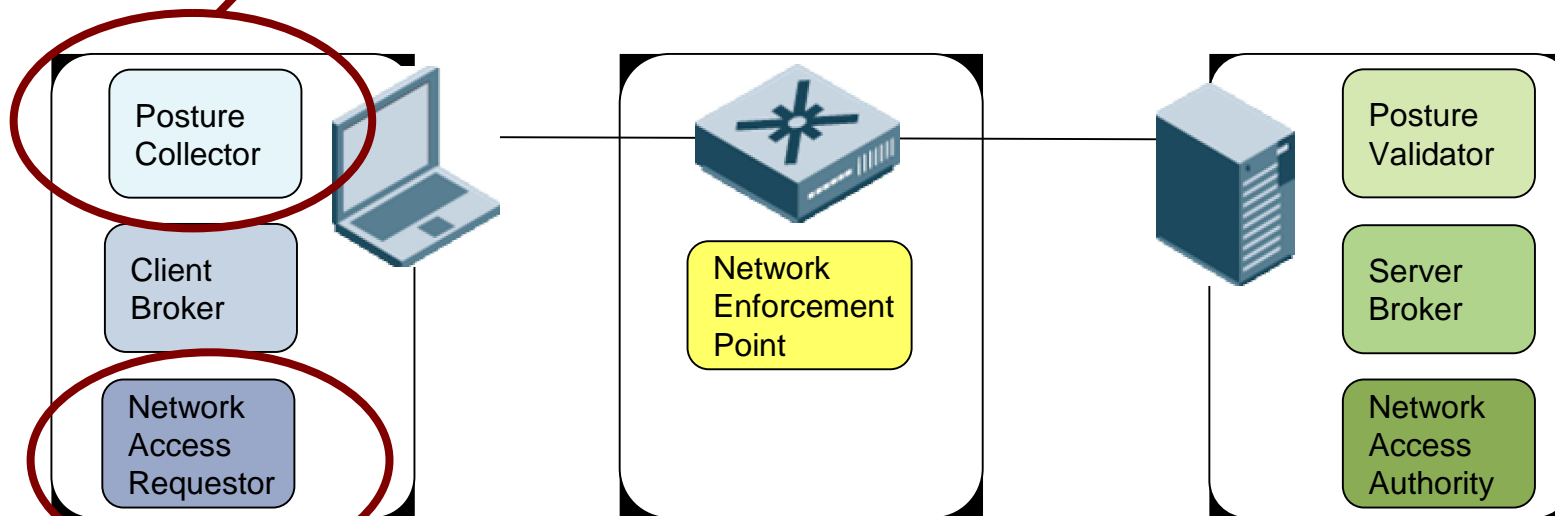 Posture
Collector
Client
Broker
Network
Access
Requestor
Network
Enforcement
Point
Posture
Validator
Server
Broker
Network
Access
Authority